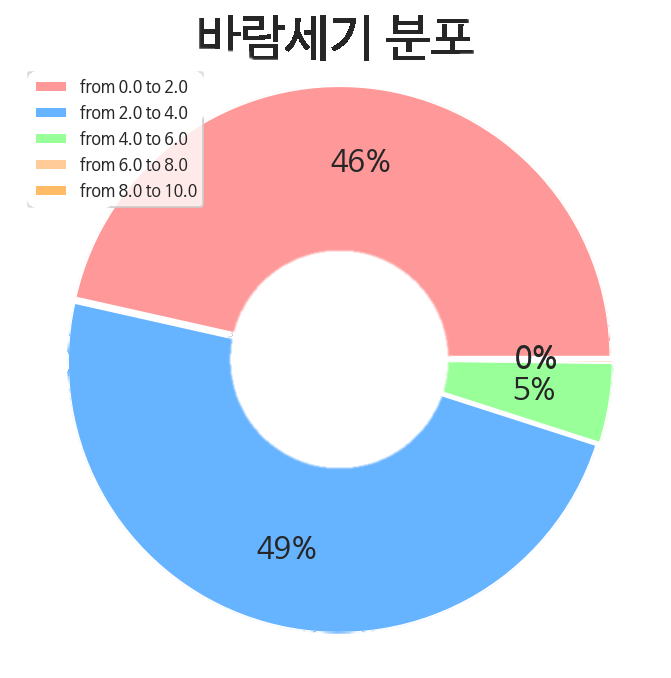 바람세기 분포
from 0.0 to 2.0
from 2.0 to 4.0
from 4.0 to 6.0
from 6.0 to 8.0
from 8.0 to 10.0
46%
0%
5%
49%